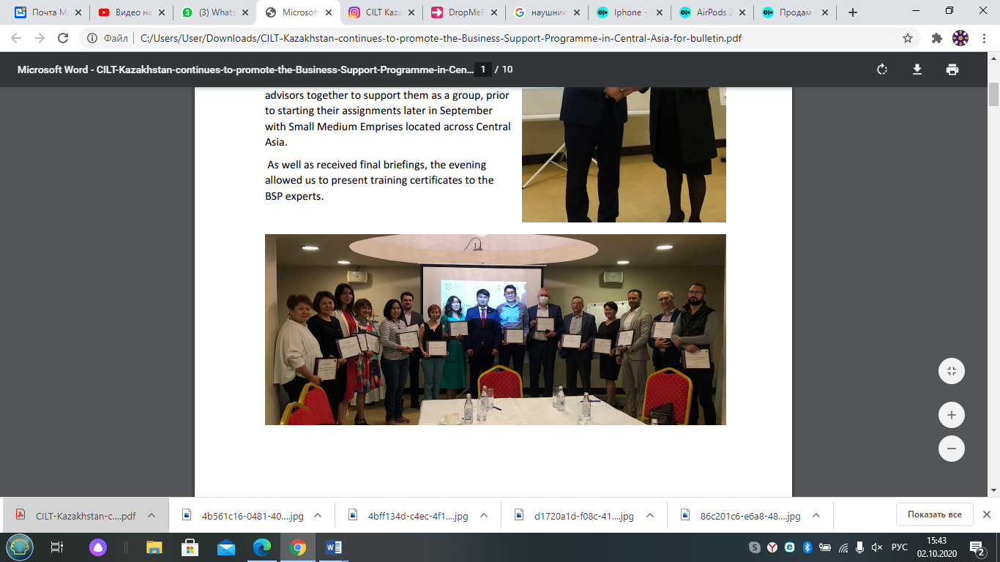 Почта М
Видео на
(3) Whats
Microsoft
CILT Kaza
DropMeF
наушник
Iphone -
AirPods 2
Продам
Файл
C:/Users/User/Downloads/CILT-Kazakhstan-continues-to-promote-the-Business-Support-Programme-in-Central-Asia-for-bulletin.pdf
Microsoft Word - CILT-Kazakhstan-continues-to-promote-the-Business-Support-Programme-in-Cen...
1 / 10
advisors together to support them as a group, prior
to starting their assignments later in September
with Small Medium Emprises located across Central
Asia.
As well as received final briefings, the evening
allowed us to present training certificates to the
BSP experts.
CILT-Kazakhstan-c....pdf
4b561c16-0481-40....jpg
4bff134d-c4ec-4f1....jpg
d1720a1d-f08c-41....jpg
86c201c6-e6a8-48....jpg
Показать все
РУС
15:43
02.10.2020
2